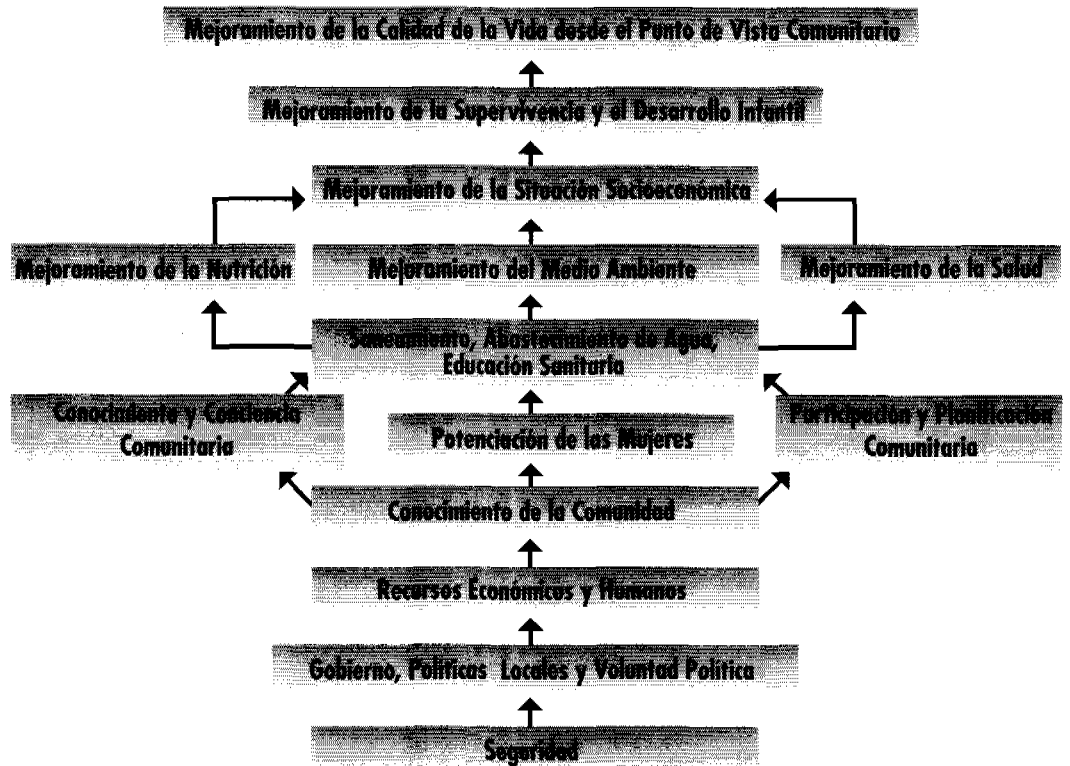 Mejoramiento de la Calidad de la Vida desde el Punto de Vista Comunitario
Mejoramiento de la Supervivencia y el Desarrollo Infantil
Mejoramiento de la Situación Socioeconómica
Mejoramiento de la Nutrición
Mejoramiento del Medio Ambiente
Mejoramiento de la Salud
Saneamiento, Abastecimiento de Agua,
Educación Sanitaria
Conocimiento y Conciencia
Comunitaria
Potenciación de las Mujeres
Participación y Planificación
Comunitaria
Conocimiento de la Comunidad
Recursos Económicos y Humanos
Gobierno, Políticas Locales y Voluntad Política
Seguridad